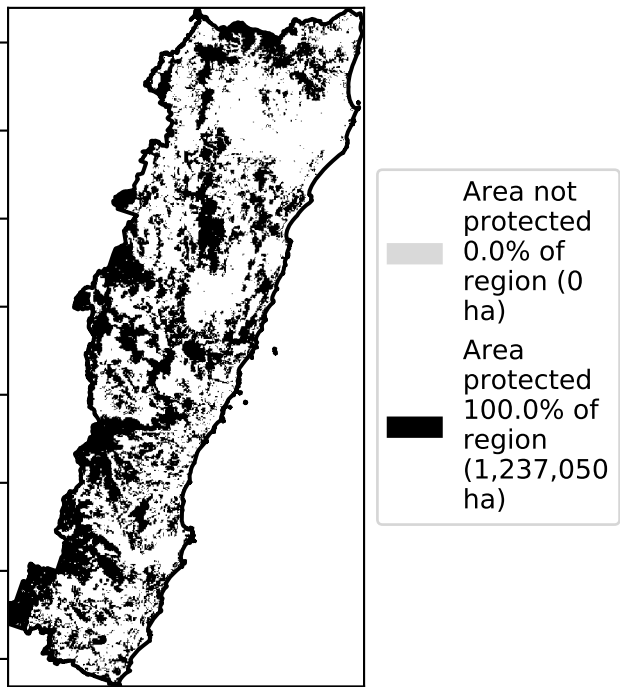 Area not
protected
0.0% of
region (0
ha)
Area
protected
100.0% of
region
(1,237,050
ha)